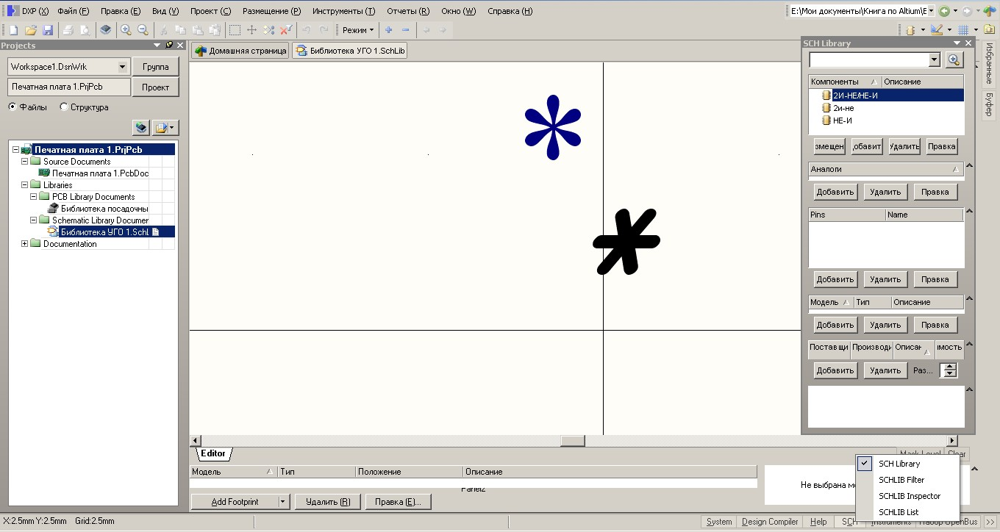 DXP (X) Файл (F) Правка (E) Вид (V) Проект (C) Размещение (P) Инструменты (T) Отчеты (R) Окно (W) Справка (H) E:\Мои документы\Книга по Altium\E
Режим
Projects
Домашняя страница Библиотека УГО 1.SchLib
Workspace1.DsnWrk Группа
Печатная плата 1.PrjPcb Проект
Файлы Структура
Печатная плата 1.PrjPcb
Source Documents
Печатная плата 1.PcbDoc
Libraries
PCB Library Documents
Библиотека посадочны
Schematic Library Documer
Библиотека УГО 1.Schl
Documentation
*
*
SCH Library
Компоненты Описание
2И-НЕ/НЕ-И
2и-не
НЕ-И
змещен обавит Удалить Правка
Аналоги
Добавить Удалить Правка
Pins Name
Добавить Удалить Правка
Модель Тип Описание
Добавить Удалить Правка
Поставщи Производи Описан имость
Добавить Удалить Раз...
Избранные
Буфер
Editor
Mask Level Clear
Модель Тип Положение Описание
Panel2
Не выбрана мо
Add Footprint Удалить (R) Правка (E)...
SCH Library
SCHLIB Filter
SCHLIB Inspector
SCHLIB List
X:2.5mm Y:2.5mm Grid:2.5mm
System Design Compiler Help SCH Instruments Набор OpenBus >>